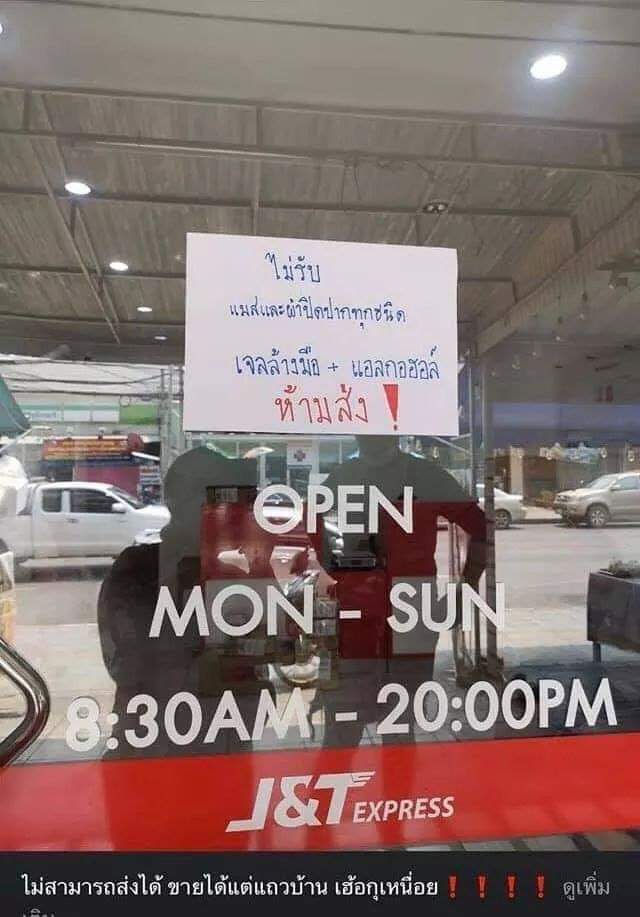 ไม่รับ
แมสและผ้าปิดปากทุกชนิด
เจลล้างมือ + แอลกอฮอล์
ห้ามส่ง❗
OPEN
MON - SUN
8:30AM - 20:00PM
J&T EXPRESS
ไม่สามารถส่งได้ ขายได้แต่แถวบ้าน เฮ้อกุเหนื่อย❗❗❗❗ ดูเพิ่ม